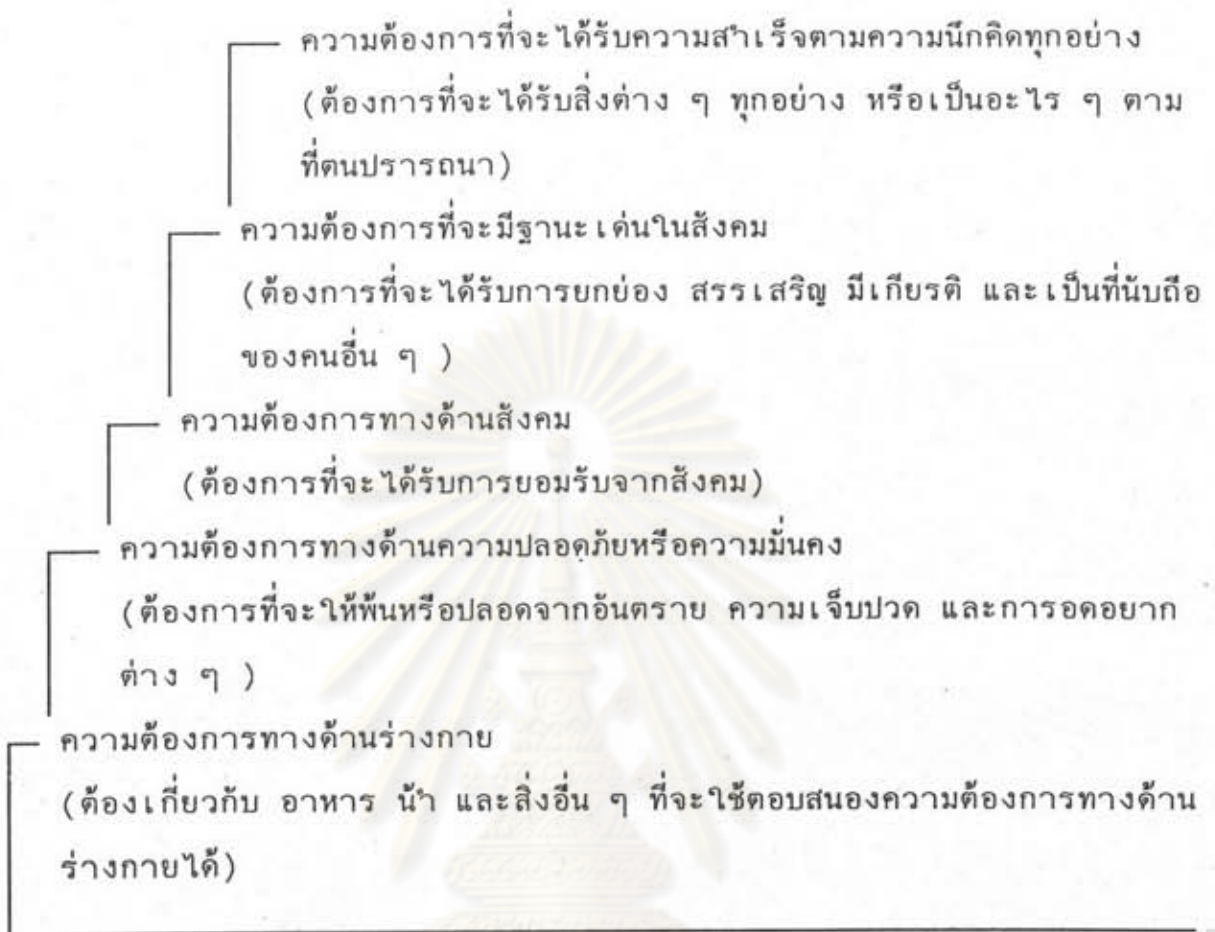 ความต้องการที่จะได้รับความสำเร็จตามความนึกคิดทุกอย่าง
(ต้องการที่จะได้รับสิ่งต่าง ๆ ทุกอย่าง หรือเป็นอะไร ๆ ตาม
ที่ตนปรารถนา)
ความต้องการที่จะมีฐานะเด่นในสังคม
(ต้องการที่จะได้รับการยกย่อง สรรเสริญ มีเกียรติ และเป็นที่นับถือ
ของคนอื่น ๆ )
ความต้องการทางด้านสังคม
(ต้องการที่จะได้รับการยอมรับจากสังคม)
ความต้องการทางด้านความปลอดภัยหรือความมั่นคง
(ต้องการที่จะให้พ้นหรือปลอดจากอันตราย ความเจ็บปวด และการอดอยาก
ต่าง ๆ )
ความต้องการทางด้านร่างกาย
(ต้องเกี่ยวกับ อาหาร น้ำ และสิ่งอื่น ๆ ที่จะใช้ตอบสนองความต้องการทางด้าน
ร่างกายได้)